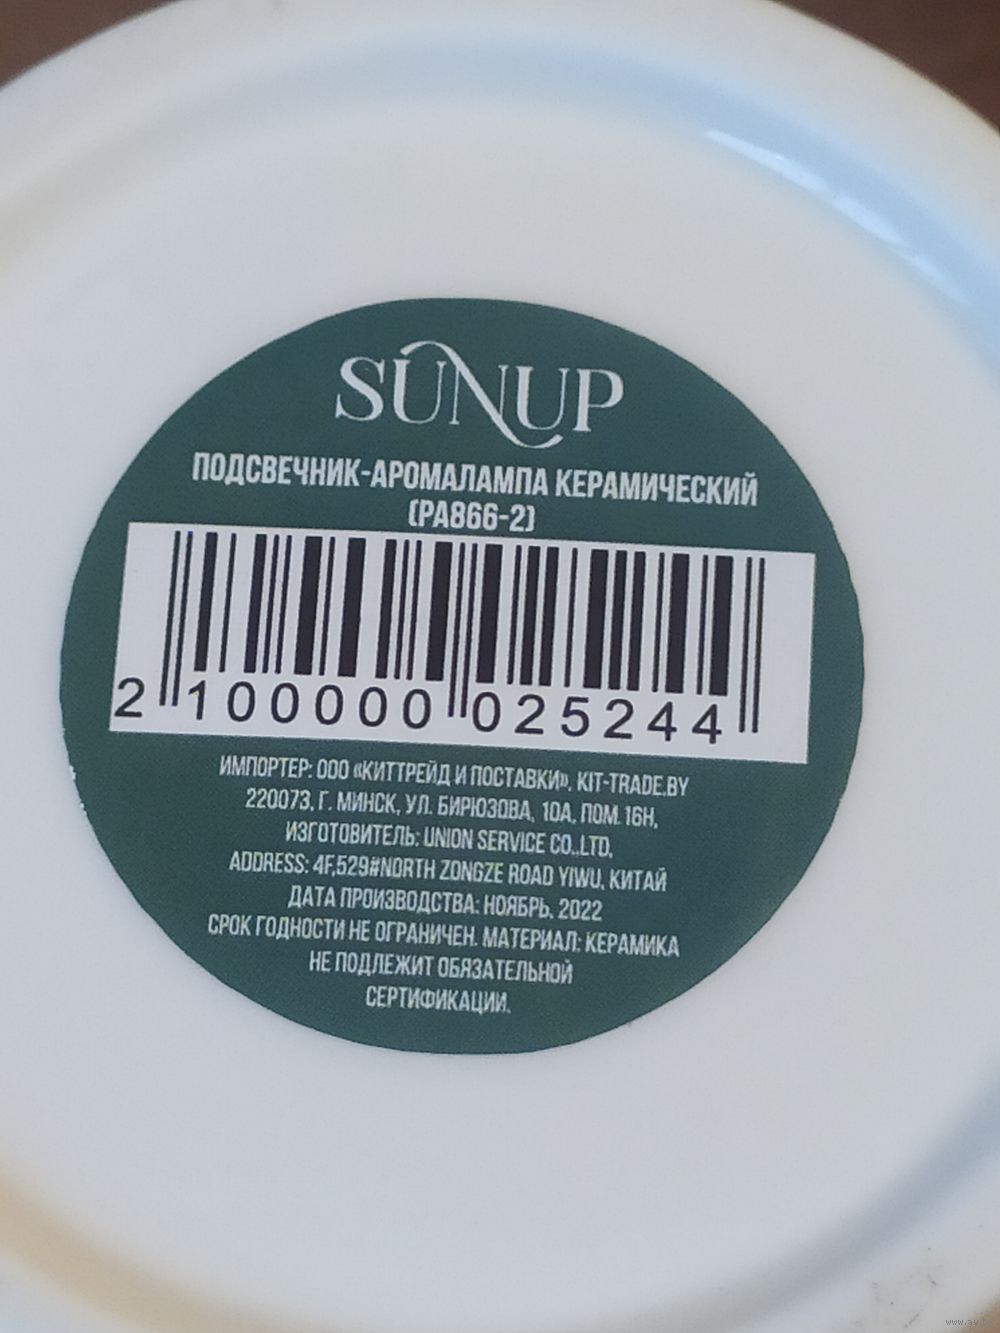 SUNUP
ПОДСВЕЧНИК-АРОМАЛАМПА КЕРАМИЧЕСКИЙ
(PA866-2)
2 100000 025244
ИМПОРТЕР: ООО «КИТТРЕЙД И ПОСТАВКИ», KIT-TRADE.BY
220073, Г. МИНСК, УЛ. БИРЮЗОВА, 10А, ПОМ. 16Н,
ИЗГОТОВИТЕЛЬ: UNION SERVICE CO.,LTD,
ADDRESS: 4F,529#NORTH ZONGZE ROAD YIWU, КИТАЙ
ДАТА ПРОИЗВОДСТВА: НОЯБРЬ, 2022
СРОК ГОДНОСТИ НЕ ОГРАНИЧЕН. МАТЕРИАЛ: КЕРАМИКА
НЕ ПОДЛЕЖИТ ОБЯЗАТЕЛЬНОЙ
СЕРТИФИКАЦИИ.